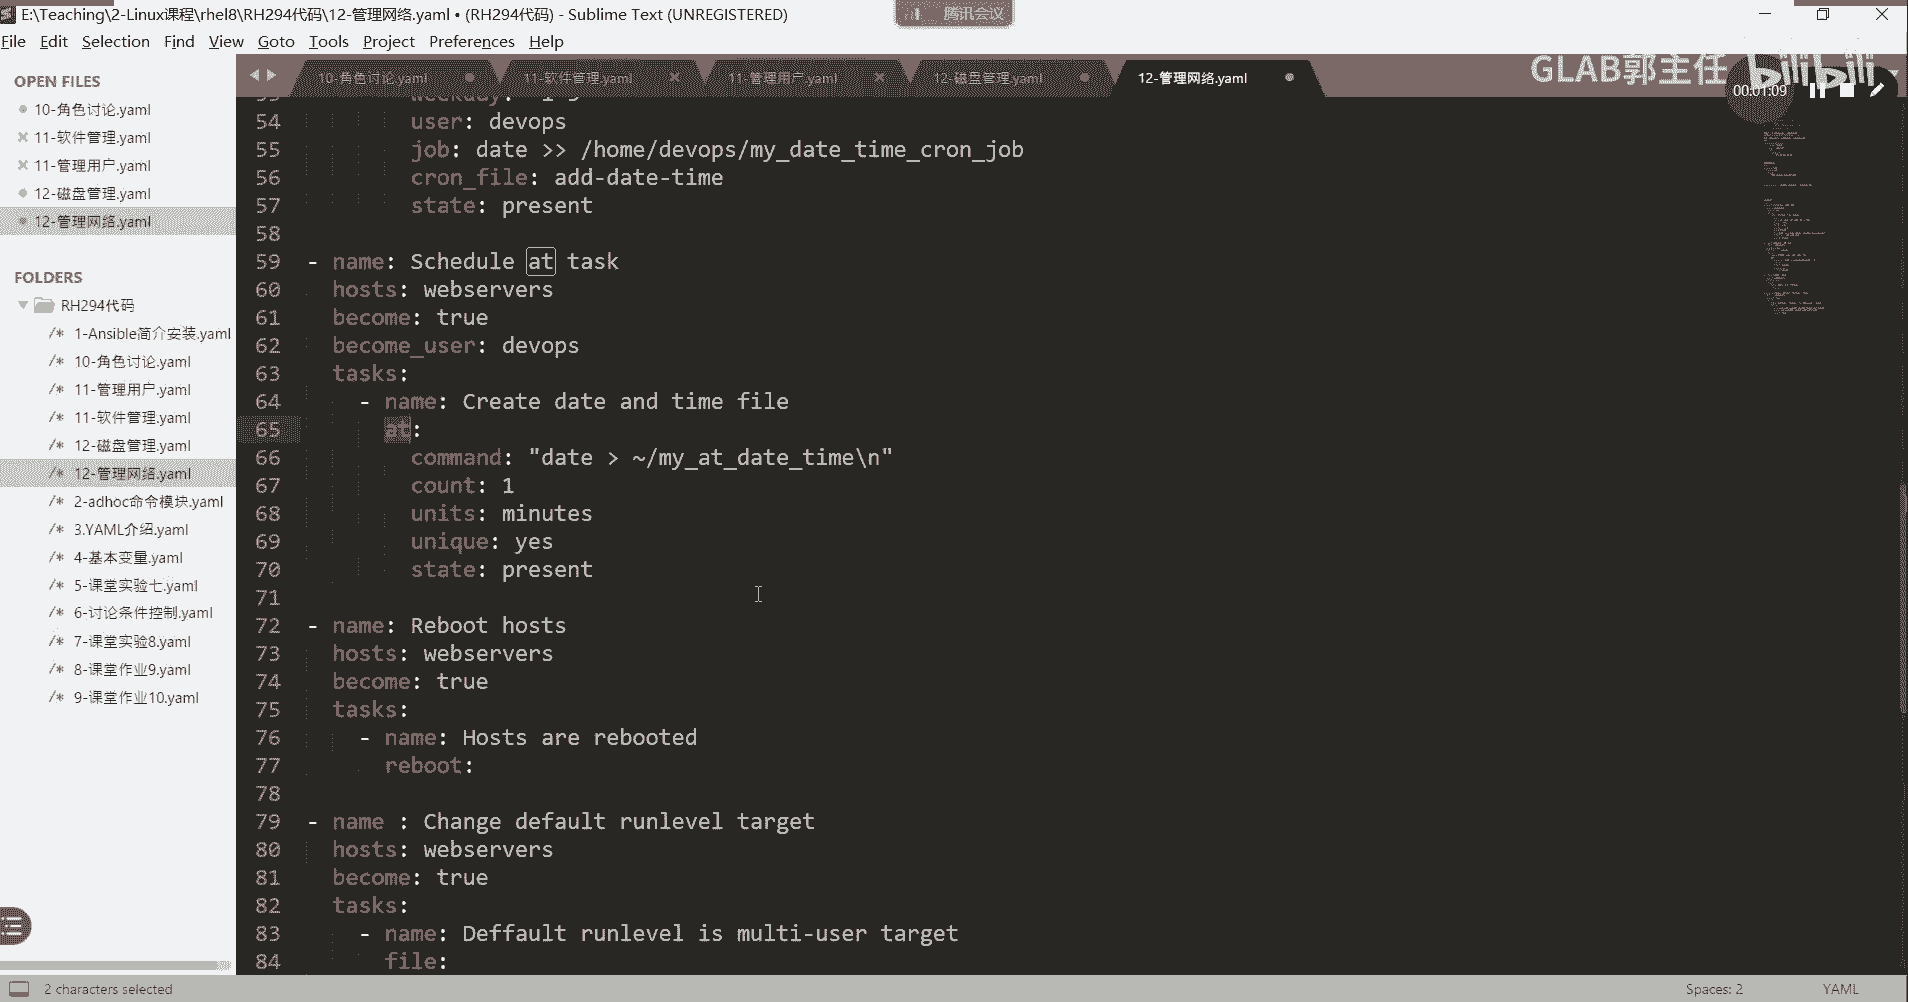 E:\Teaching\2-Linux课程\rhel8\RH294代码\12-管理网络.yaml • (RH294代码) - Sublime Text (UNREGISTERED)
腾讯会议
File Edit Selection Find View Goto Tools Project Preferences Help
GLAB郭主任 bilibili
00:01:09
OPEN FILES
10-角色讨论.yaml
11-软件管理.yaml
11-管理用户.yaml
12-磁盘管理.yaml
12-管理网络.yaml
FOLDERS
RH294代码
/* 1-Ansible简介安装.yaml
/* 10-角色讨论.yaml
/* 11-管理用户.yaml
/* 11-软件管理.yaml
/* 12-磁盘管理.yaml
/* 12-管理网络.yaml
/* 2-adhoc命令模块.yaml
/* 3.YAML介绍.yaml
/* 4-基本变量.yaml
/* 5-课堂实验七.yaml
/* 6-讨论条件控制.yaml
/* 7-课堂实验8.yaml
/* 8-课堂作业9.yaml
/* 9-课堂作业10.yaml
10-角色讨论.yaml 11-软件管理.yaml 11-管理用户.yaml 12-磁盘管理.yaml 12-管理网络.yaml
54 user: devops
55 job: date >> /home/devops/my_date_time_cron_job
56 cron_file: add-date-time
57 state: present
58
59 - name: Schedule at task
60 hosts: webservers
61 become: true
62 become_user: devops
63 tasks:
64 - name: Create date and time file
65 at:
66 command: "date > ~/my_at_date_time\n"
67 count: 1
68 units: minutes
69 unique: yes
70 state: present
71
72 - name: Reboot hosts
73 hosts: webservers
74 become: true
75 tasks:
76 - name: Hosts are rebooted
77 reboot:
78
79 - name : Change default runlevel target
80 hosts: webservers
81 become: true
82 tasks:
83 - name: Deffault runlevel is multi-user target
84 file:
2 characters selected
Spaces: 2 YAML